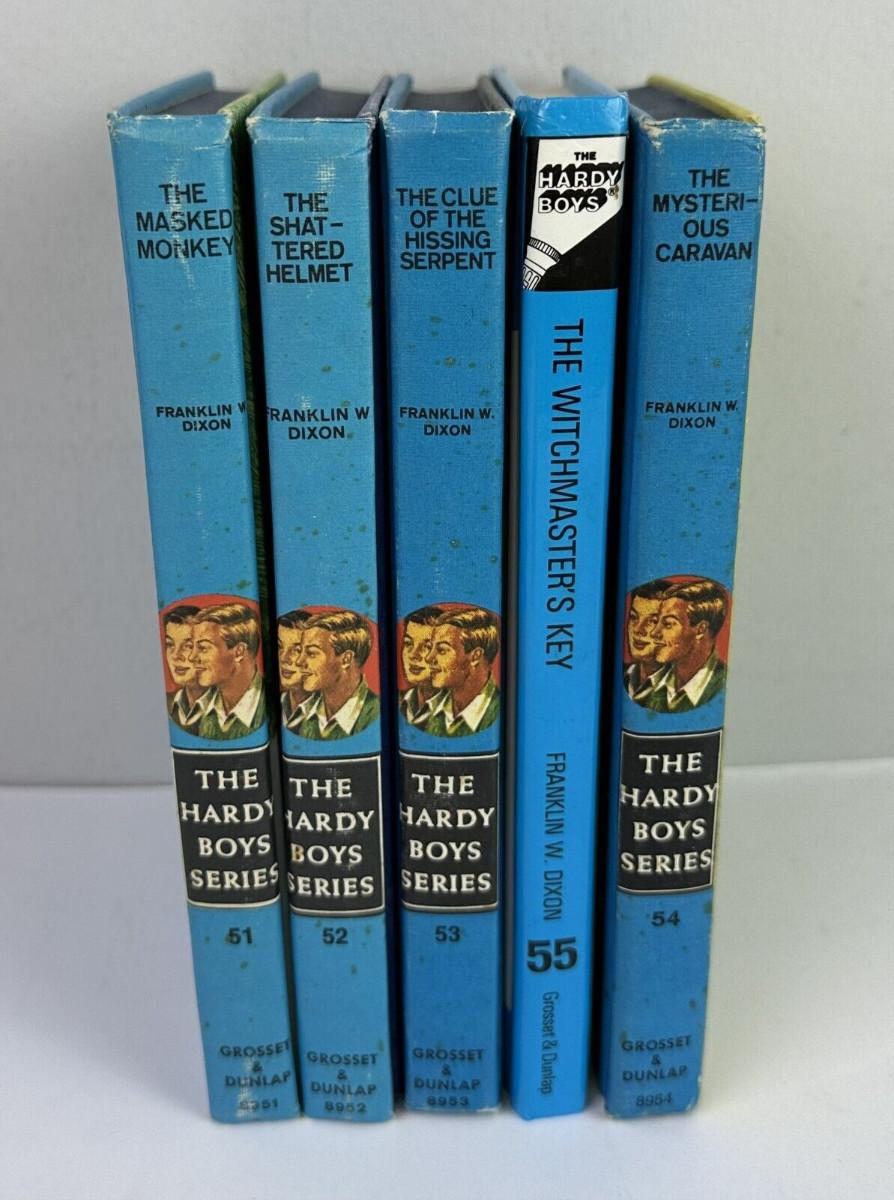 THE
MASKED
MONKEY
FRANKLIN W
DIXON
THE
HARDY
BOYS
SERIES
51
GROSSET
&
DUNLAP
8951
THE
SHAT-
TERED
HELMET
FRANKLIN W
DIXON
THE
HARDY
BOYS
SERIES
52
GROSSET
&
DUNLAP
8952
THE CLUE
OF THE
HISSING
SERPENT
FRANKLIN W.
DIXON
THE
HARDY
BOYS
SERIES
53
GROSSET
&
DUNLAP
8953
THE
HARDY
BOYS®
THE WITCHMASTER'S KEY
FRANKLIN W. DIXON
55
Grosset & Dunlap
THE
MYSTERI-
OUS
CARAVAN
FRANKLIN W.
DIXON
THE
HARDY
BOYS
SERIES
54
GROSSET
&
DUNLAP
8954